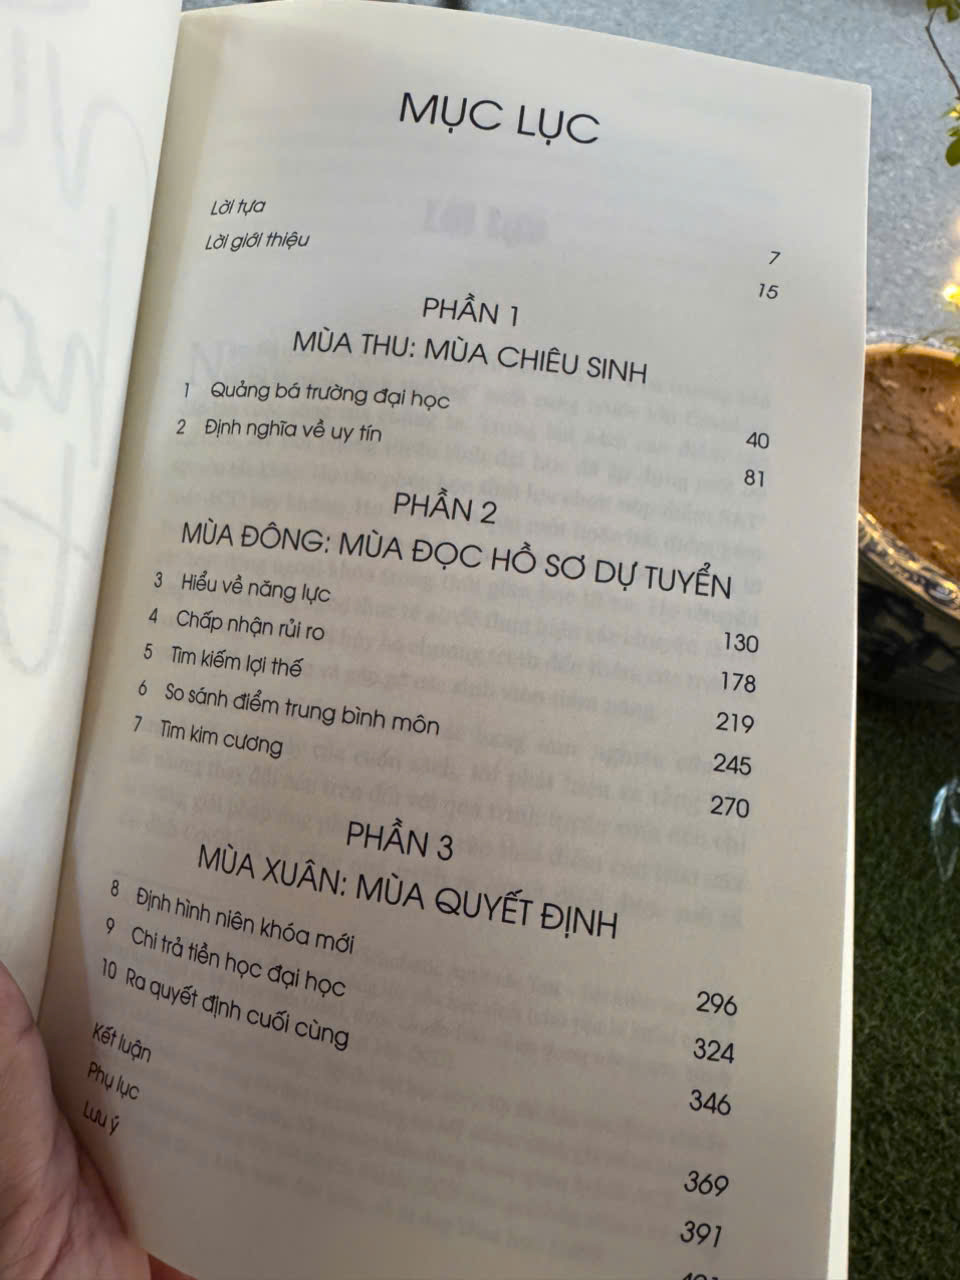 MỤC LỤC
Lời tựa 7
Lời giới thiệu 15
PHẦN 1
MÙA THU: MÙA CHIÊU SINH
1 Quảng bá trường đại học 40
2 Định nghĩa về uy tín 81
PHẦN 2
MÙA ĐÔNG: MÙA ĐỌC HỒ SƠ DỰ TUYỂN
3 Hiểu về năng lực 130
4 Chấp nhận rủi ro 178
5 Tìm kiếm lợi thế 219
6 So sánh điểm trung bình môn 245
7 Tìm kim cương 270
PHẦN 3
MÙA XUÂN: MÙA QUYẾT ĐỊNH
8 Định hình niên khóa mới 296
9 Chi trả tiền học đại học 324
10 Ra quyết định cuối cùng 346
Kết luận 369
Phụ lục 391
Lưu ý